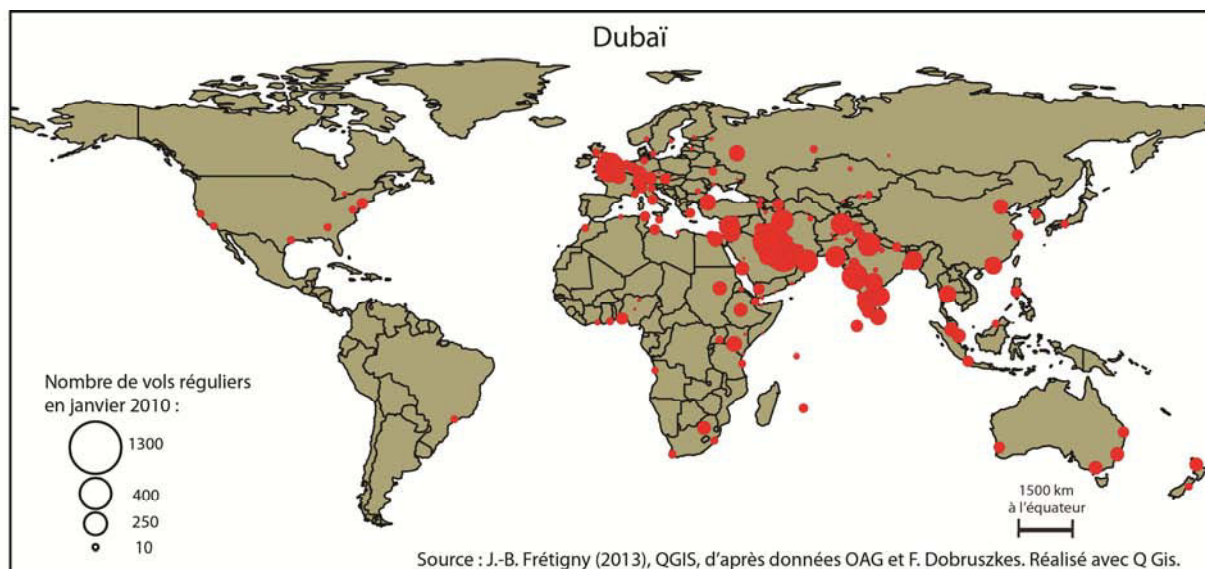 Dubaï
Nombre de vols réguliers
en janvier 2010 :
1300
400
250
10
1500 km
à l'équateur
Source : J.-B. Frétigny (2013), QGIS, d'après données OAG et F. Dobruszkes. Réalisé avec Q Gis.